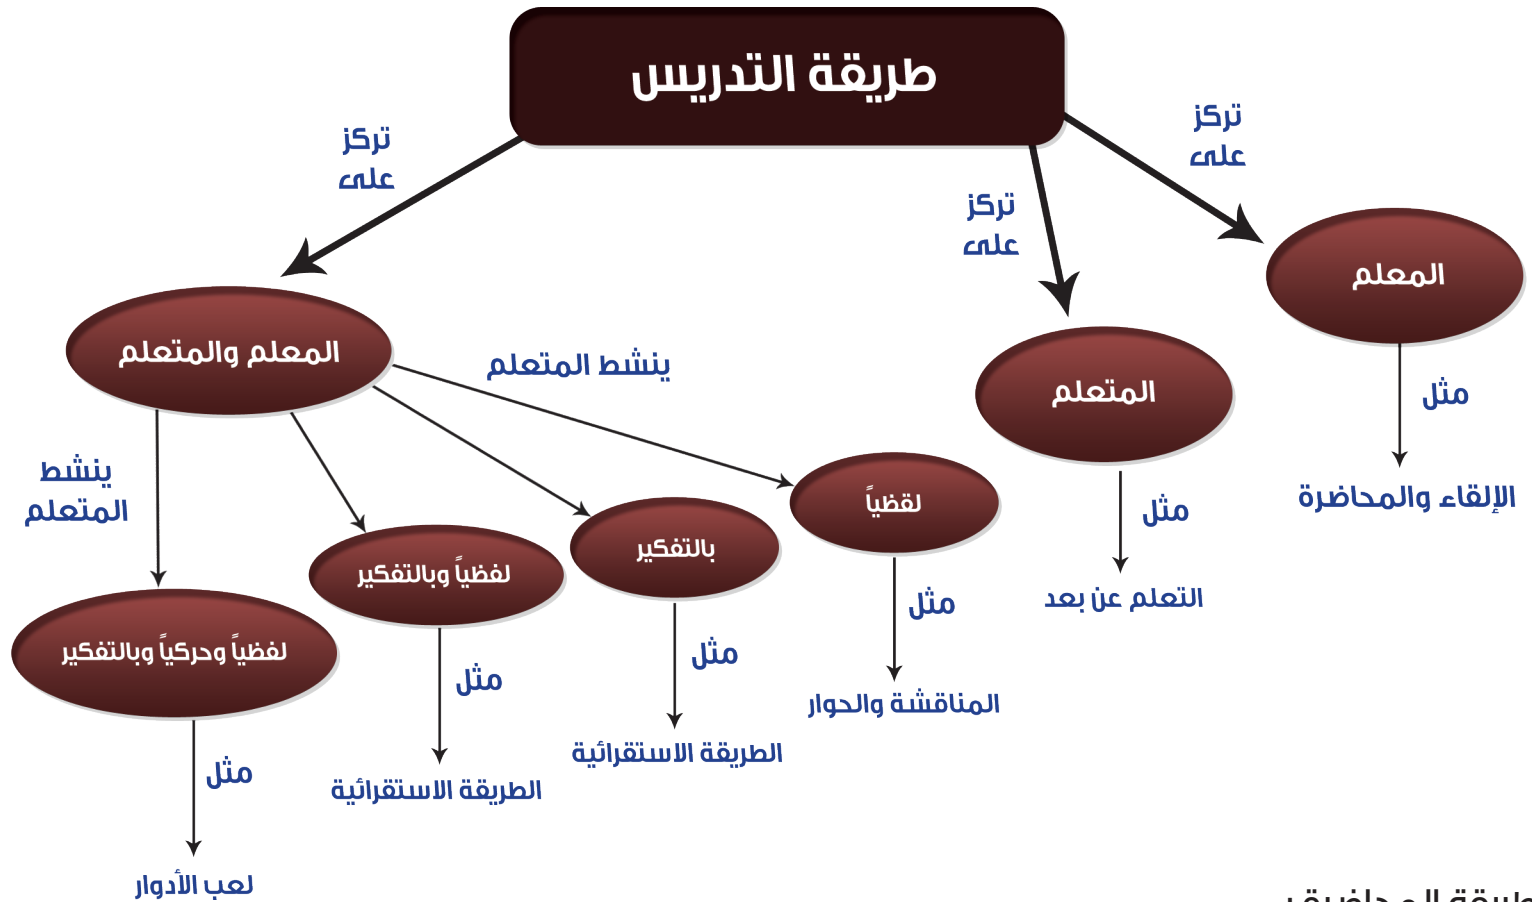 طريقة التدريس
تركز
على
تركز
على
تركز
على
المعلم
مثل
الإلقاء والمحاضرة
المتعلم
مثل
التعلم عن بعد
المعلم والمتعلم
ينشط المتعلم
ينشط
المتعلم
لقظياً
مثل
المناقشة والحوار
بالتفكير
مثل
الطريقة الاستقرائية
لفظياً وبالتفكير
مثل
الطريقة الاستقرائية
لفظياً وحركياً وبالتفكير
مثل
لعب الأدوار